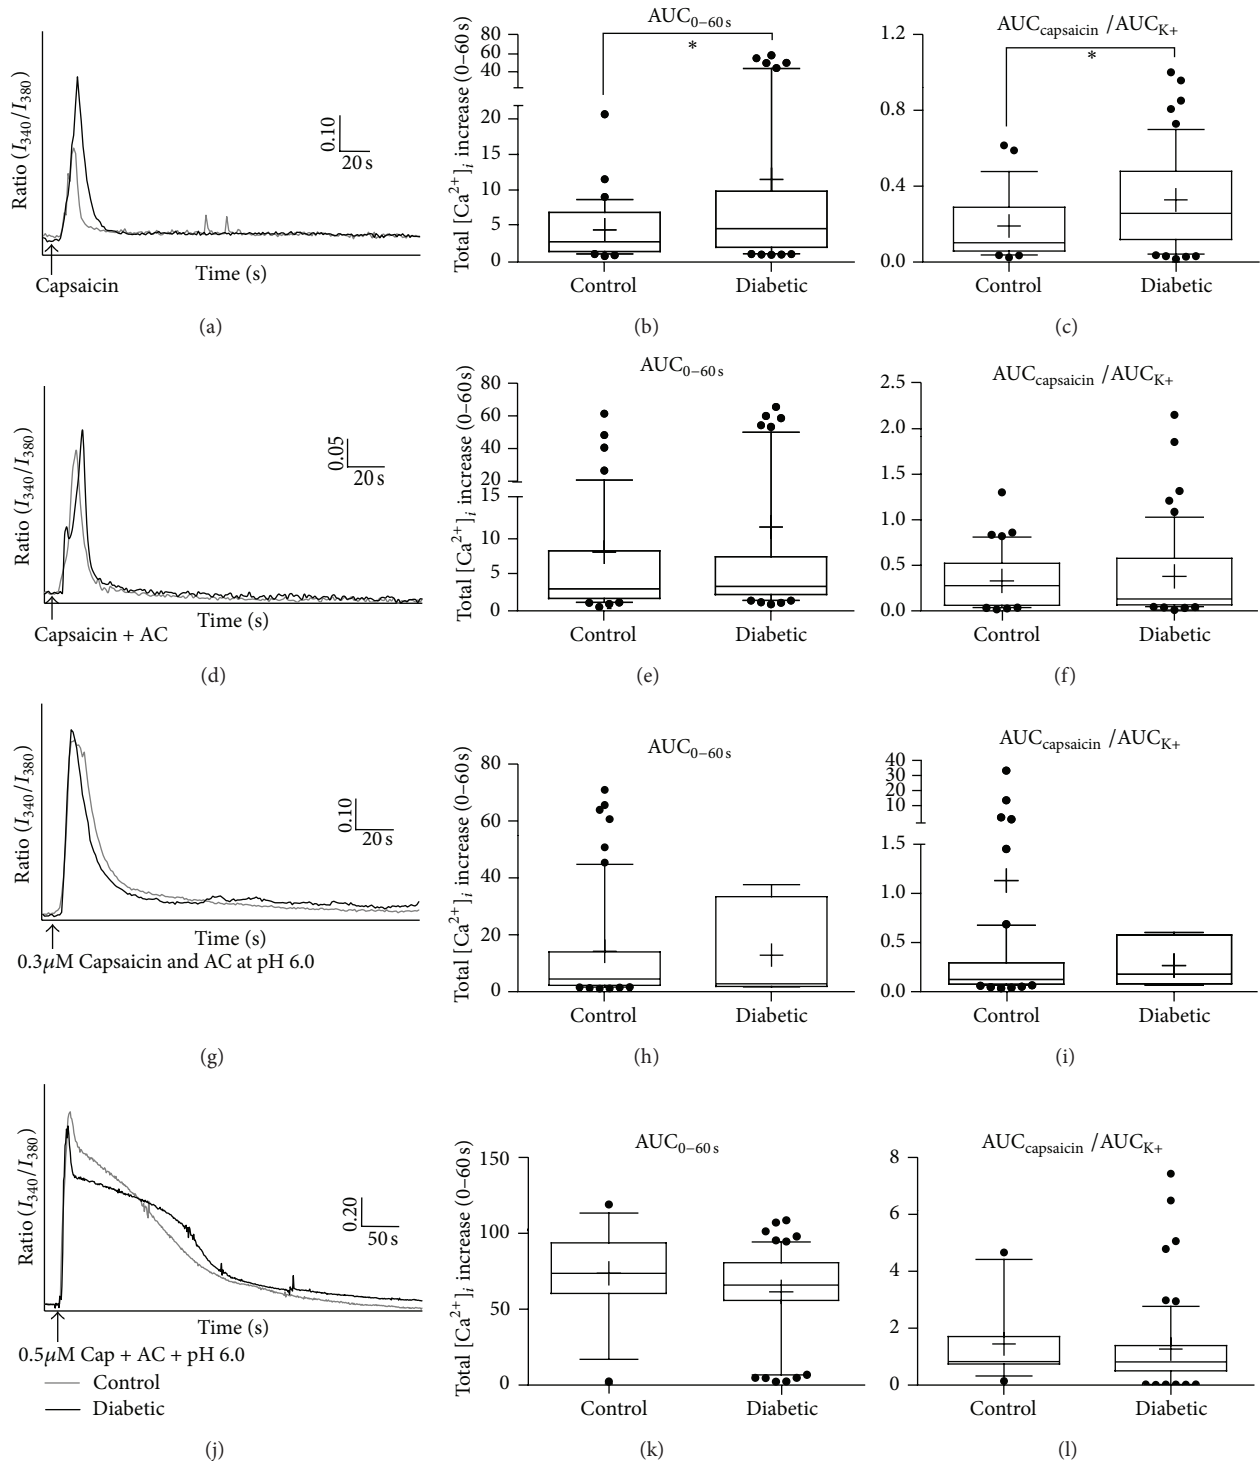 Ratio (I340/I380)
0.10
20 s
Time (s)
Capsaicin
(a)
AUC0–60 s
Total [Ca2+]i increase (0–60s)
80
60
40
20
15
10
5
0
*
Control
Diabetic
(b)
AUCcapsaicin /AUCK+
1.2
0.8
0.4
0.0
*
Control
Diabetic
(c)
Ratio (I340/I380)
0.05
20 s
Time (s)
Capsaicin + AC
(d)
AUC0–60 s
Total [Ca2+]i increase (0–60s)
80
60
40
20
15
10
5
0
Control
Diabetic
(e)
AUCcapsaicin /AUCK+
2.5
2.0
1.5
1.0
0.5
0.0
Control
Diabetic
(f)
Ratio (I340/I380)
0.10
20 s
Time (s)
0.3μM Capsaicin and AC at pH 6.0
(g)
AUC0–60 s
Total [Ca2+]i increase (0–60s)
80
60
40
20
0
Control
Diabetic
(h)
AUCcapsaicin /AUCK+
40
30
20
10
1.5
1.0
0.5
0.0
Control
Diabetic
(i)
Ratio (I340/I380)
0.20
50 s
Time (s)
0.5μM Cap + AC + pH 6.0
Control
Diabetic
(j)
AUC0–60 s
Total [Ca2+]i increase (0–60s)
150
100
50
0
Control
Diabetic
(k)
AUCcapsaicin /AUCK+
8
6
4
2
0
Control
Diabetic
(l)